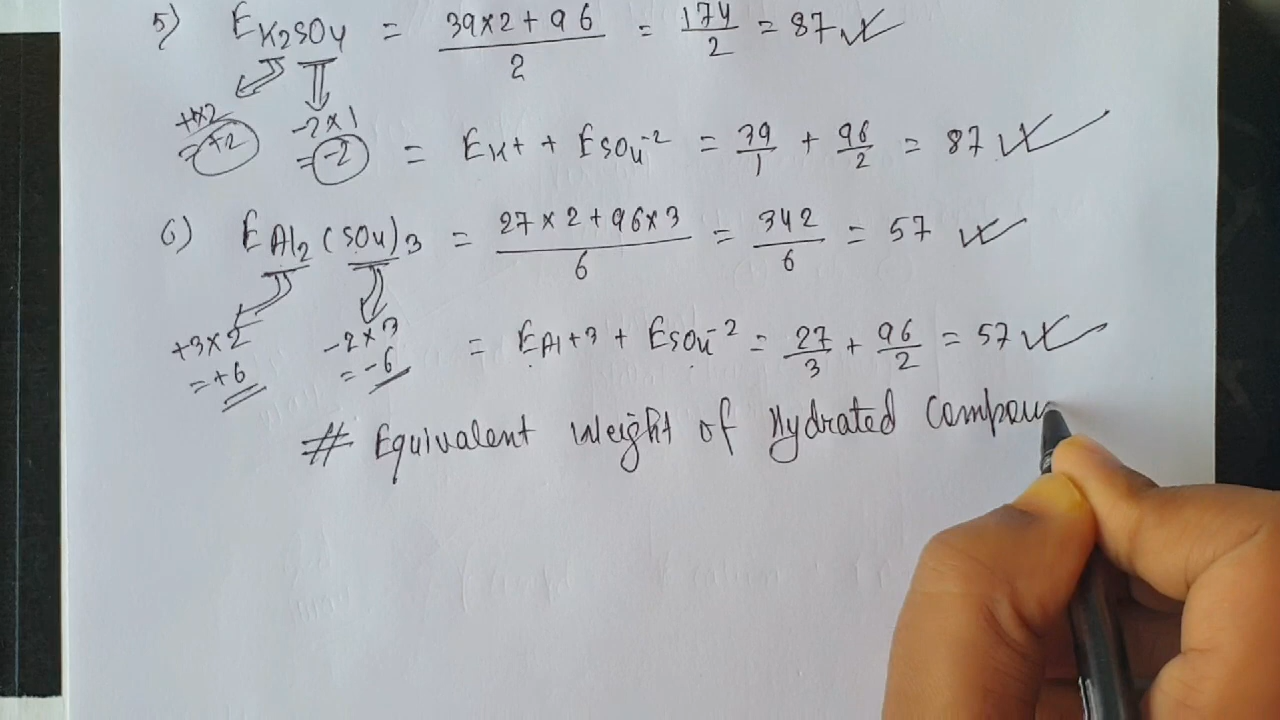 5) EK2SO4 = 39×2+96/2 = 174/2 = 87
+1×2 =+2 -2×1 =-2 = EK+ + ESO4-2 = 39/1 + 96/2 = 87
6) EAl2(SO4)3 = 27×2+96×3/6 = 342/6 = 57
+3×2 =+6 -2×3 =-6 = EAl+3 + ESO4-2 = 27/3 + 96/2 = 57
# Equivalent Weight of Hydrated Compou